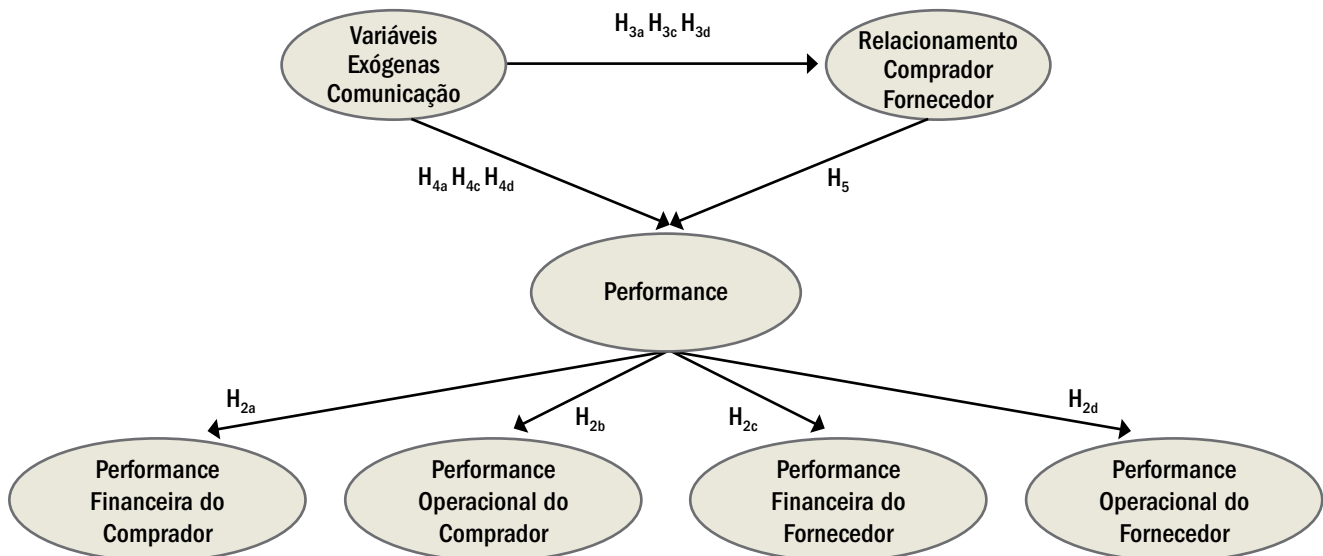 H3a H3c H3d
Variáveis
Exógenas
Comunicação
Relacionamento
Comprador
Fornecedor
H4a H4c H4d
H5
Performance
H2a
H2b
H2c
H2d
Performance
Financeira do
Comprador
Performance
Operacional do
Comprador
Performance
Financeira do
Fornecedor
Performance
Operacional do
Fornecedor